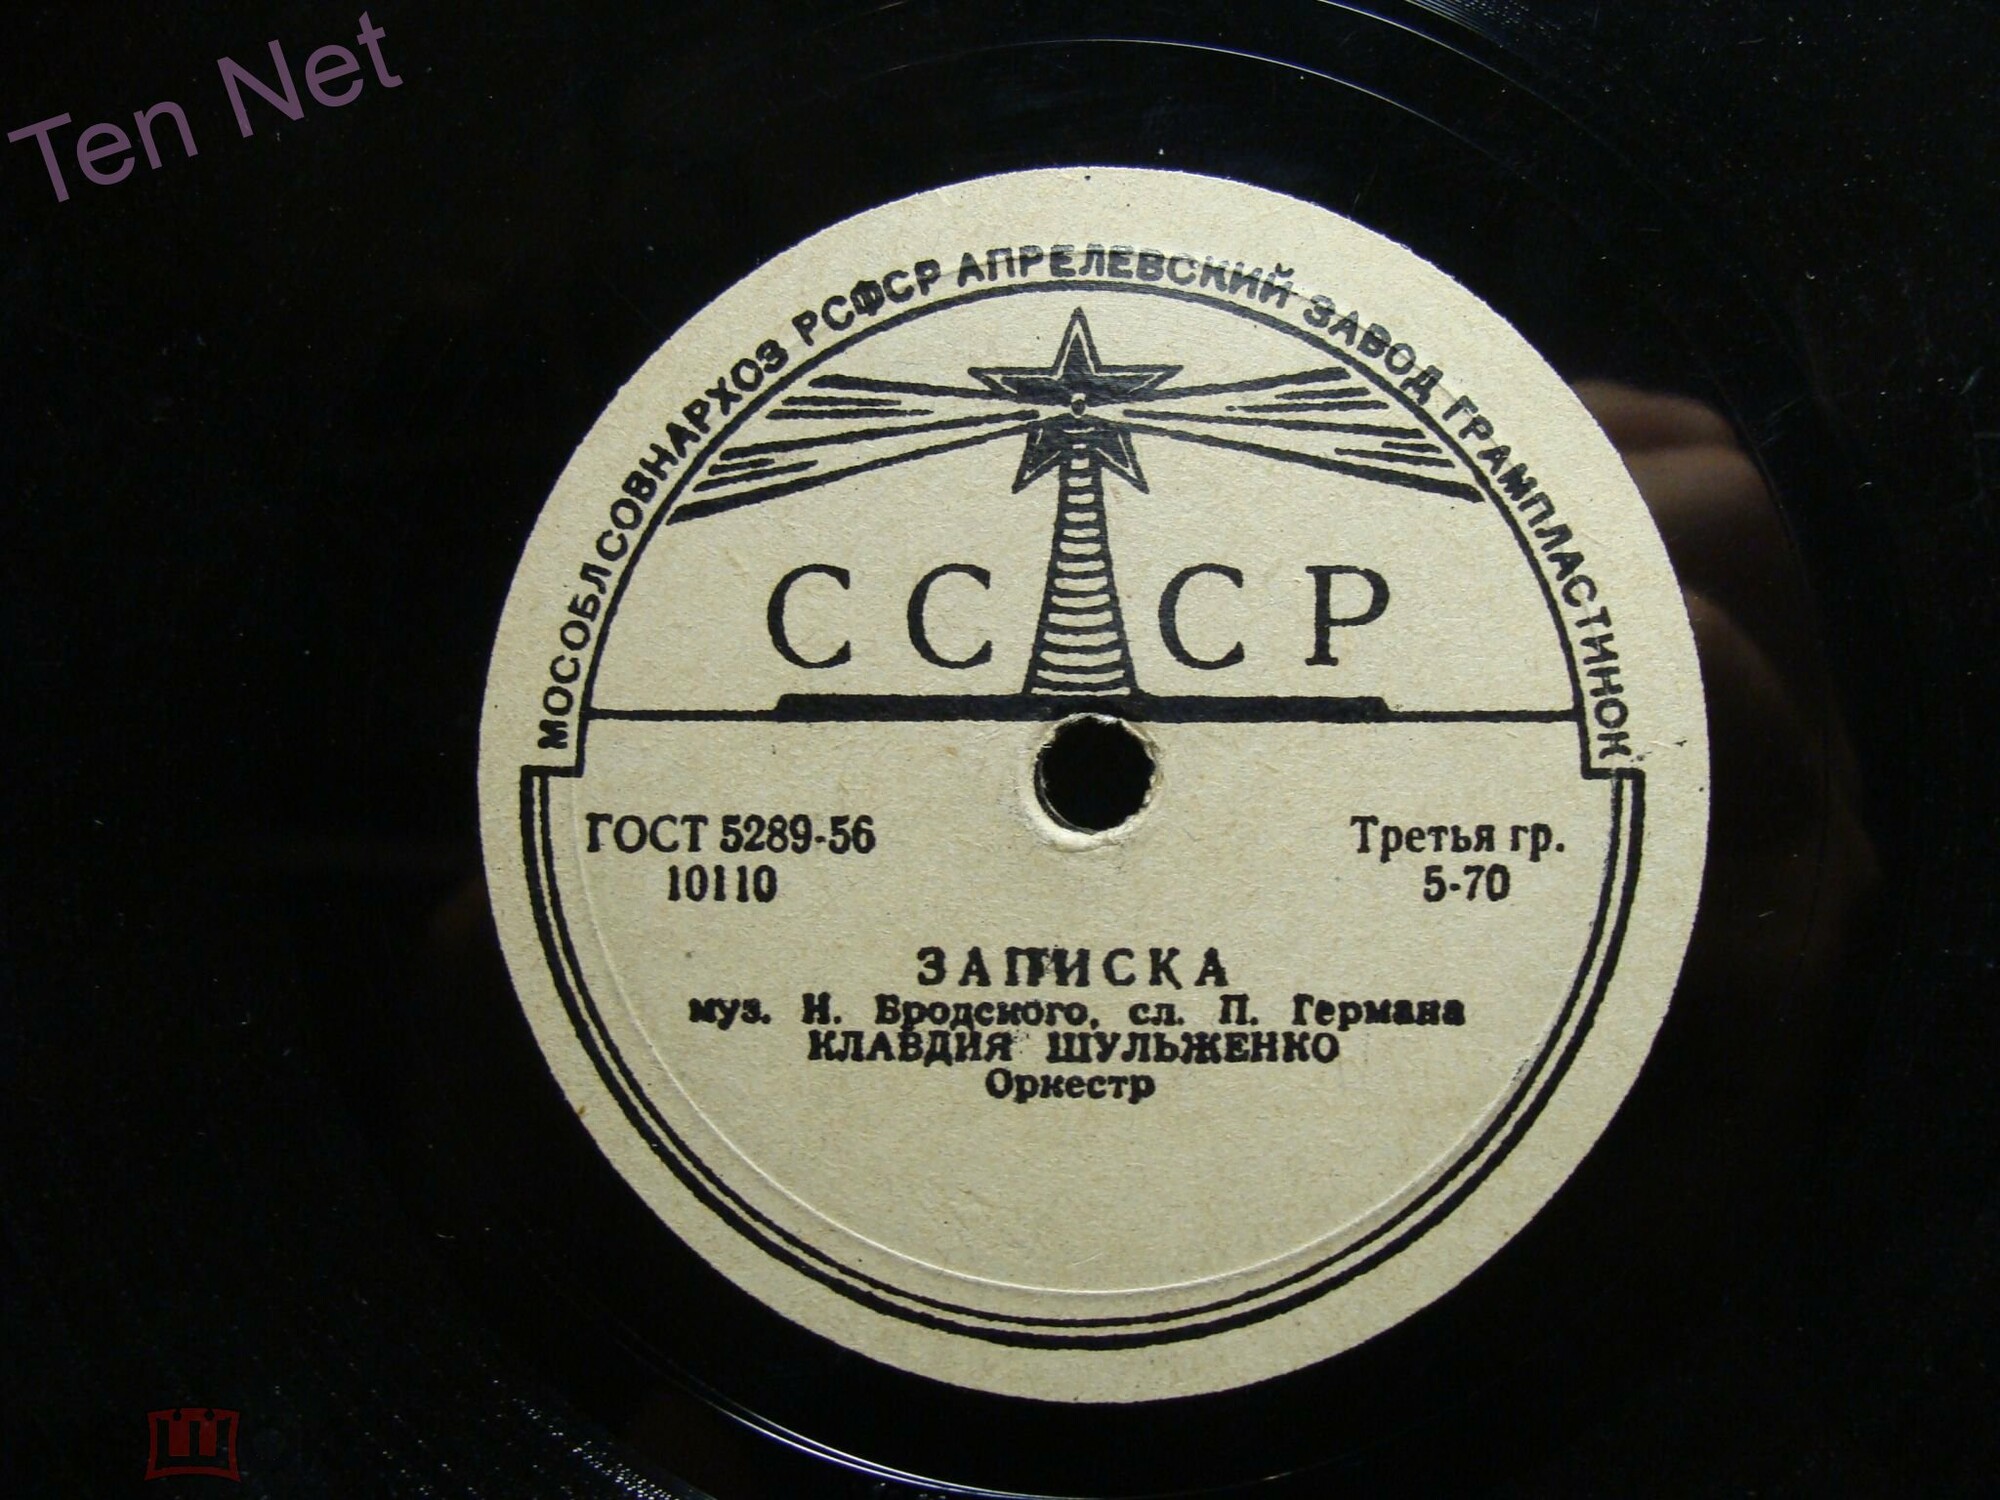 Ten Net
МОСОБЛСОВНАРХОЗ РСФСР АПРЕЛЕВСКИЙ ЗАВОД ГРАМПЛАСТИНОК
СССР
ГОСТ 5289-56
10110
Третья гр.
5-70
ЗАПИСКА
муз. Н. Бродского, сл. П. Германа
КЛАВДИЯ ШУЛЬЖЕНКО
Оркестр